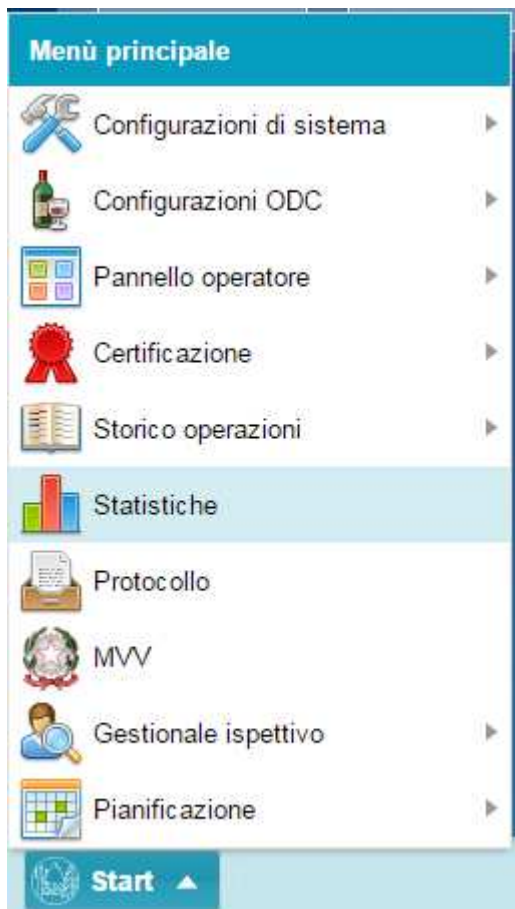 Menù principale
Configurazioni di sistema
Configurazioni ODC
Pannello operatore
Certificazione
Storico operazioni
Statistiche
Protocollo
MVV
Gestionale ispettivo
Pianificazione
Start